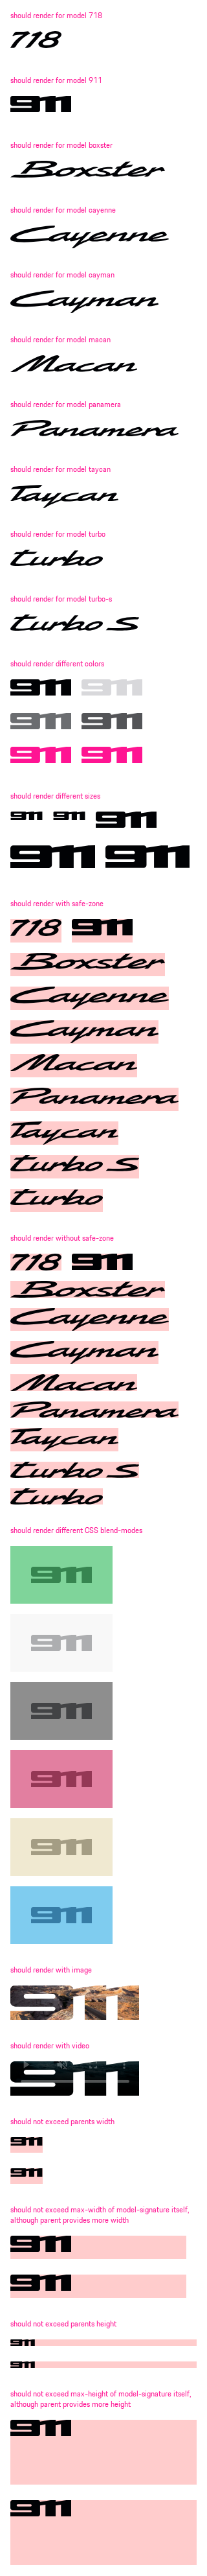 should render for model 718
718
should render for model 911
911
should render for model boxster
Boxster
should render for model cayenne
Cayenne
should render for model cayman
Cayman
should render for model macan
Macan
should render for model panamera
Panamera
should render for model taycan
Taycan
should render for model turbo
turbo
should render for model turbo-s
turbo S
should render different colors
911 911
911 911
911 911
should render different sizes
911 911 911
911 911
should render with safe-zone
718 911
Boxster
Cayenne
Cayman
Macan
Panamera
Taycan
turbo S
turbo
should render without safe-zone
718 911
Boxster
Cayenne
Cayman
Macan
Panamera
Taycan
turbo S
turbo
should render different CSS blend-modes
911
911
911
911
911
911
should render with image
911
should render with video
911
should not exceed parents width
911
911
should not exceed max-width of model-signature itself,
although parent provides more width
911
911
should not exceed parents height
911
911
should not exceed max-height of model-signature itself,
although parent provides more height
911
911